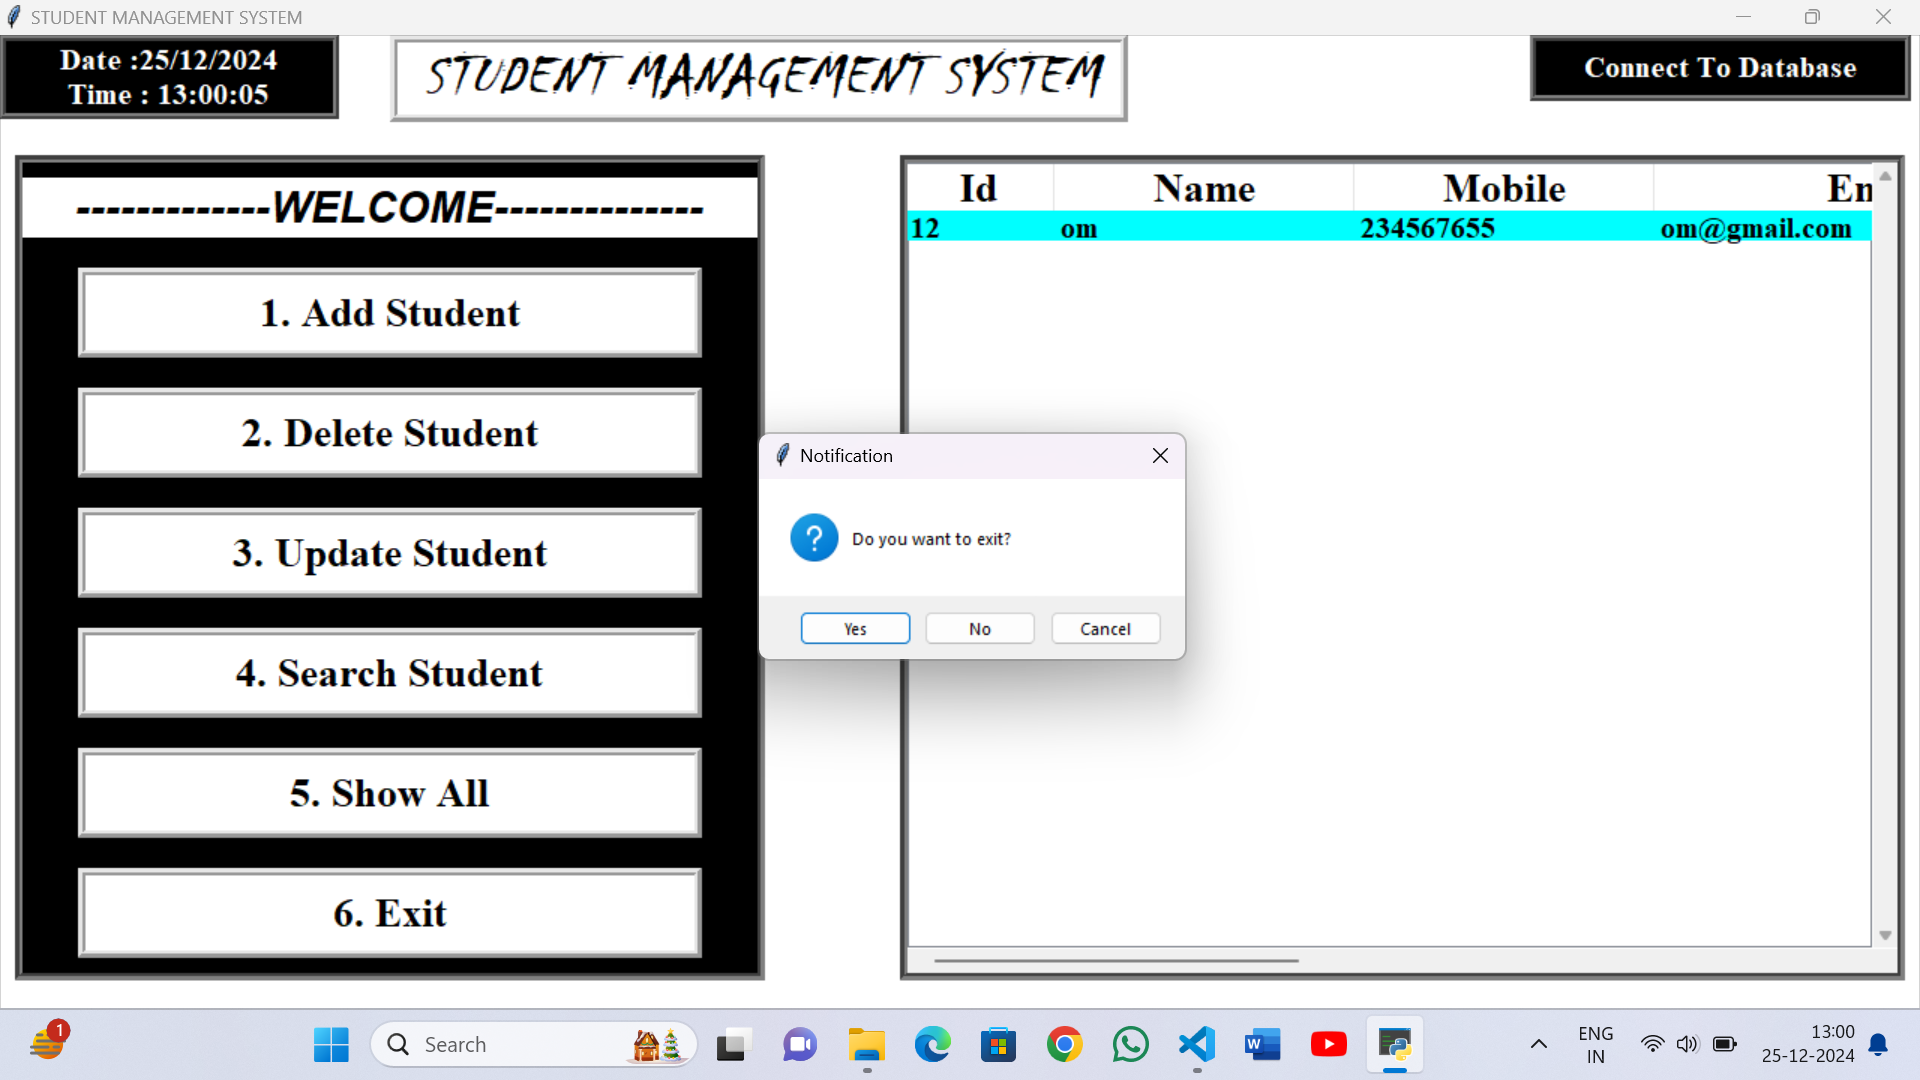 STUDENT MANAGEMENT SYSTEM
Date :25/12/2024
Time : 13:00:05
STUDENT MANAGEMENT SYSTEM
Connect To Database
-------------WELCOME--------------
1. Add Student
2. Delete Student
3. Update Student
4. Search Student
5. Show All
6. Exit
Id Name Mobile En
12 om 234567655 om@gmail.com
Notification
Do you want to exit?
Yes No Cancel
1
Search
W
ENG
IN
13:00
25-12-2024